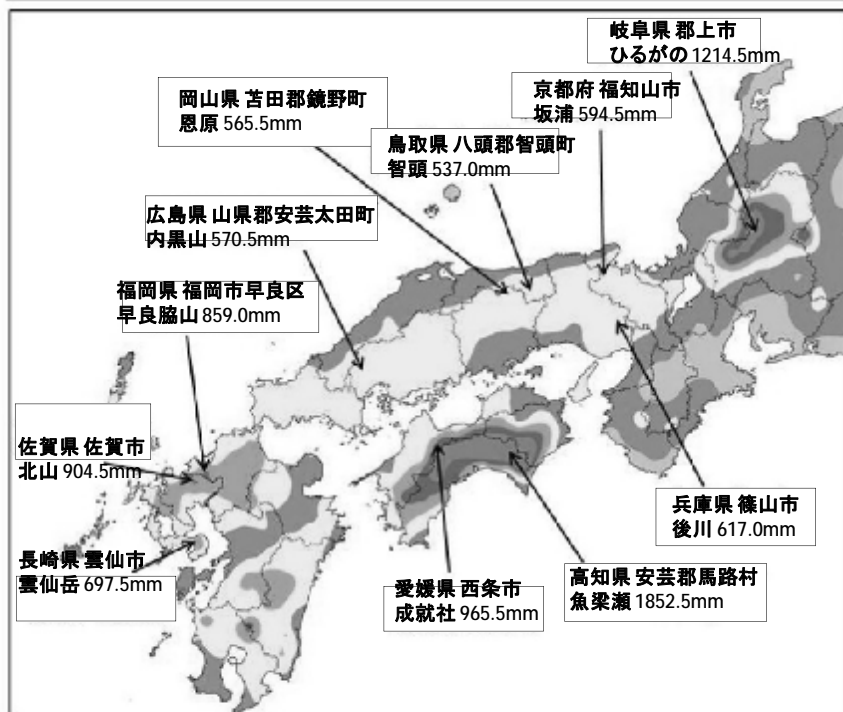 岐阜県 郡上市
ひるがの 1214.5mm
京都府 福知山市
坂浦 594.5mm
岡山県 苫田郡鏡野町
恩原 565.5mm
鳥取県 八頭郡智頭町
智頭 537.0mm
広島県 山県郡安芸太田町
内黒山 570.5mm
福岡県 福岡市早良区
早良脇山 859.0mm
佐賀県 佐賀市
北山 904.5mm
長崎県 雲仙市
雲仙岳 697.5mm
愛媛県 西条市
成就社 965.5mm
高知県 安芸郡馬路村
魚梁瀬 1852.5mm
兵庫県 篠山市
後川 617.0mm